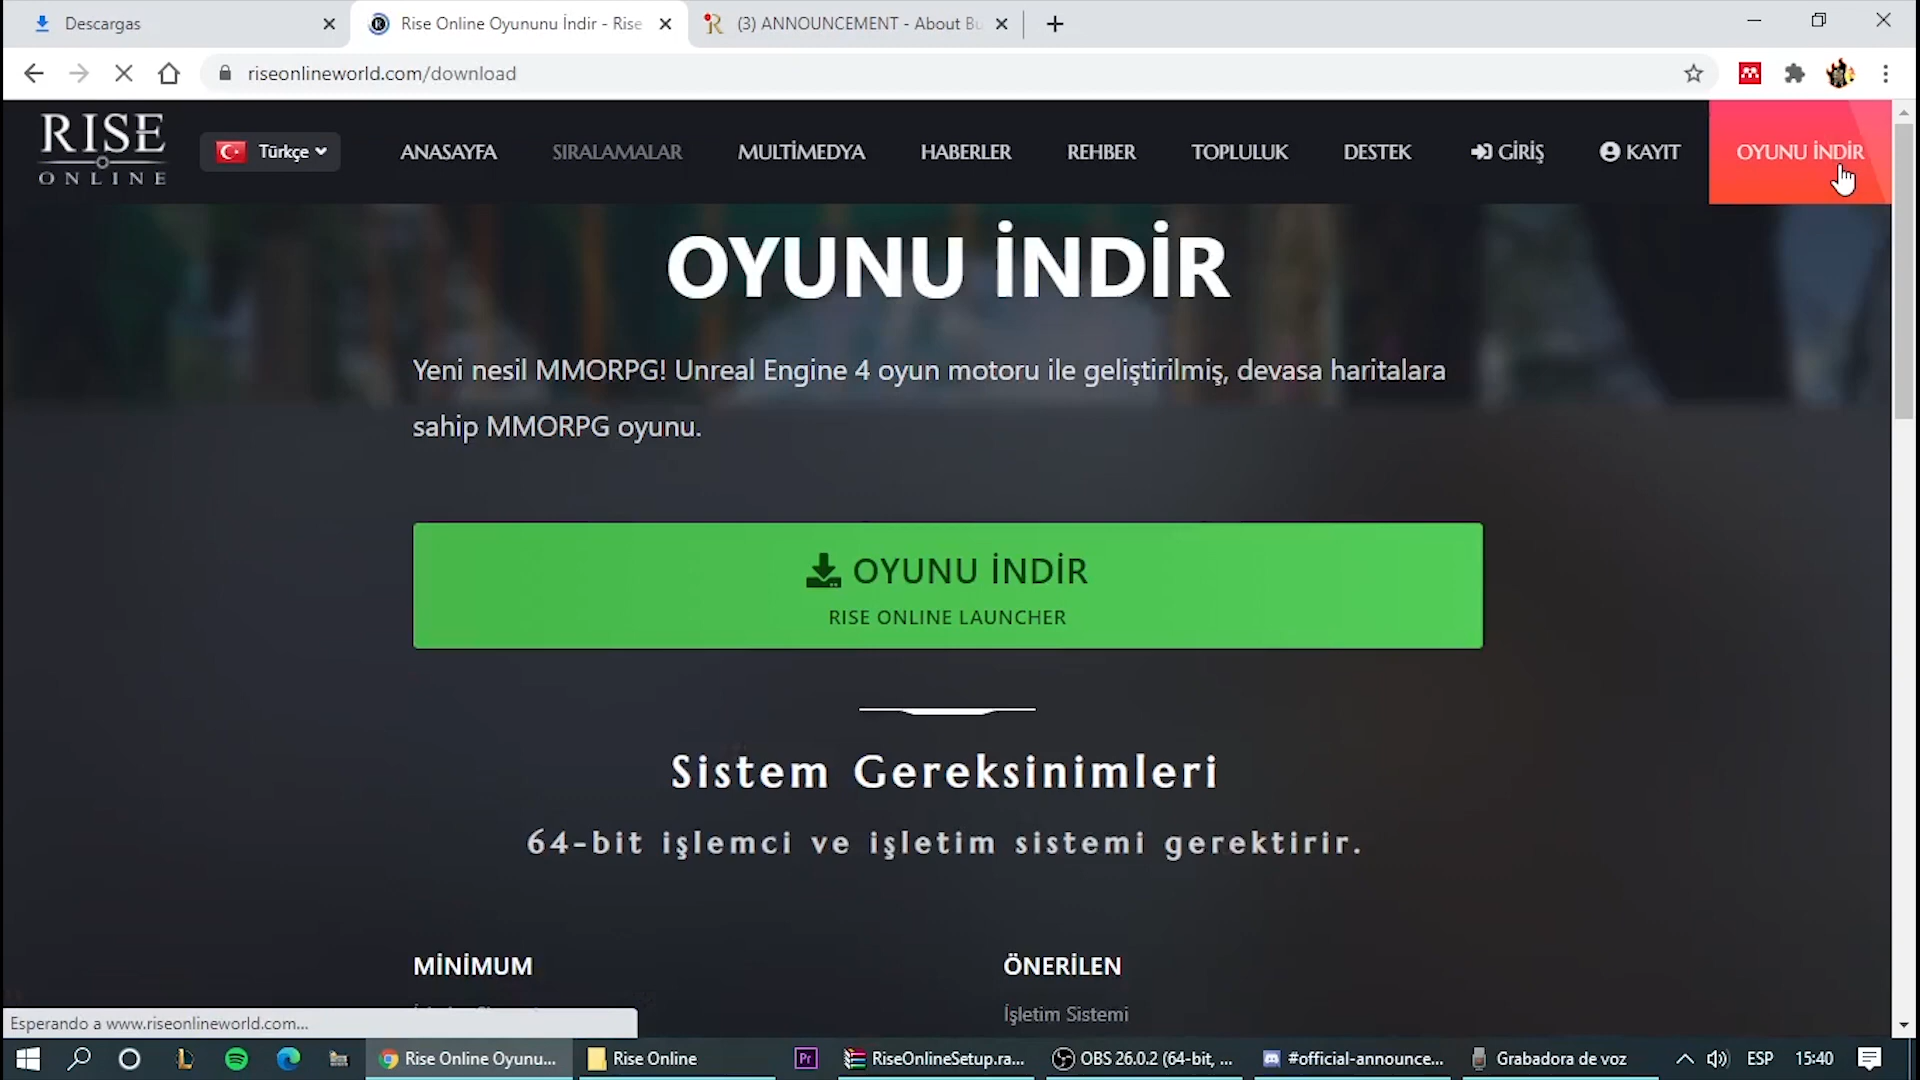 Descargas
Rise Online Oyununu İndir - Rise
(3) ANNOUNCEMENT - About Bu
riseonlineworld.com/download
RISE
ONLINE
Türkçe
ANASAYFA
SIRALAMALAR
MULTİMEDYA
HABERLER
REHBER
TOPLULUK
DESTEK
GİRİŞ
KAYIT
OYUNU İNDİR
OYUNU İNDİR
Yeni nesil MMORPG! Unreal Engine 4 oyun motoru ile geliştirilmiş, devasa haritalara
sahip MMORPG oyunu.
OYUNU İNDİR
RISE ONLINE LAUNCHER
Sistem Gereksinimleri
64-bit işlemci ve işletim sistemi gerektirir.
MİNİMUM
ÖNERİLEN
İşletim Sistemi
Esperando a www.riseonlineworld.com...
Rise Online Oyunu...
Rise Online
Pr
RiseOnlineSetup.ra...
OBS 26.0.2 (64-bit, ...
#official-announce...
Grabadora de voz
ESP
15:40